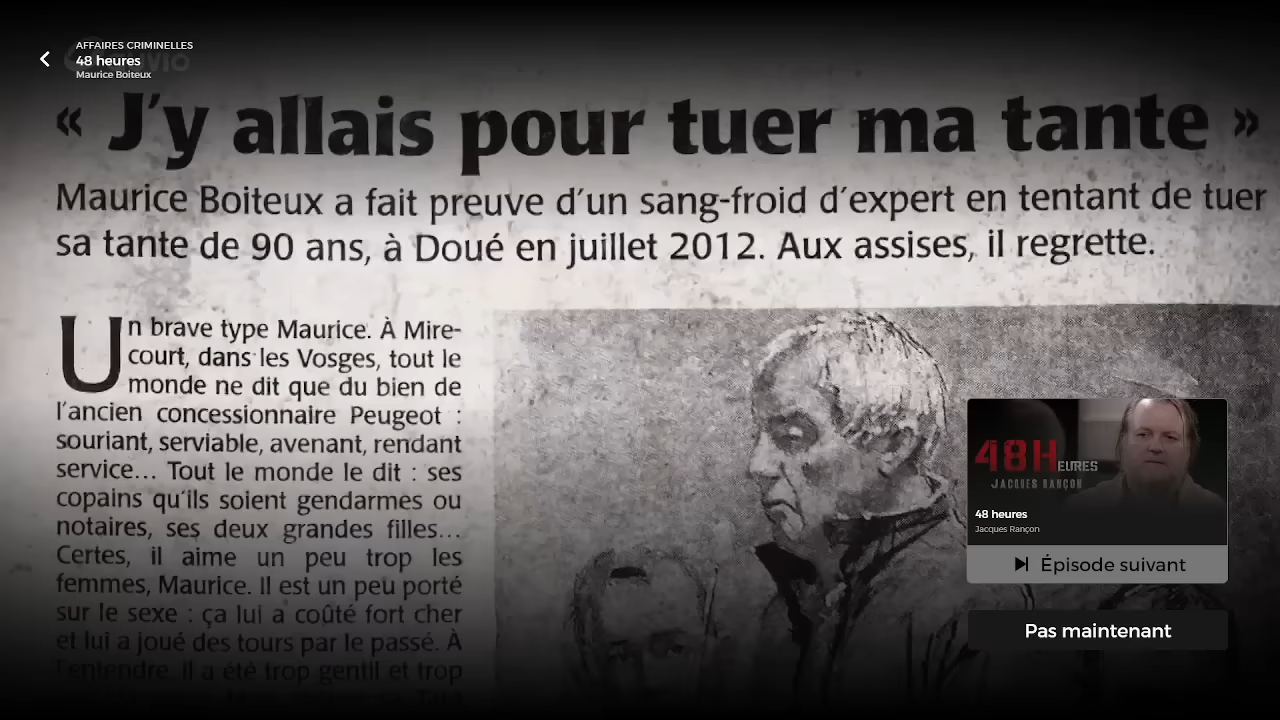 AFFAIRES CRIMINELLES
48 heures
Maurice Boiteux
« J'y allais pour tuer ma tante »
Maurice Boiteux a fait preuve d'un sang-froid d'expert en tentant de tuer
sa tante de 90 ans, à Doué en juillet 2012. Aux assises, il regrette.
Un brave type Maurice. À Mire-
court, dans les Vosges, tout le
monde ne dit que du bien de
l'ancien concessionnaire Peugeot :
souriant, serviable, avenant, rendant
service... Tout le monde le dit : ses
copains qu'ils soient gendarmes ou
notaires, ses deux grandes filles...
Certes, il aime un peu trop les
femmes, Maurice. Il est un peu porté
sur le sexe : ça lui a coûté fort cher
et lui a joué des tours par le passé. À
l'entendre, il a été trop gentil et trop
48HEURES
JACQUES RANÇON
48 heures
Jacques Rançon
Épisode suivant
Pas maintenant